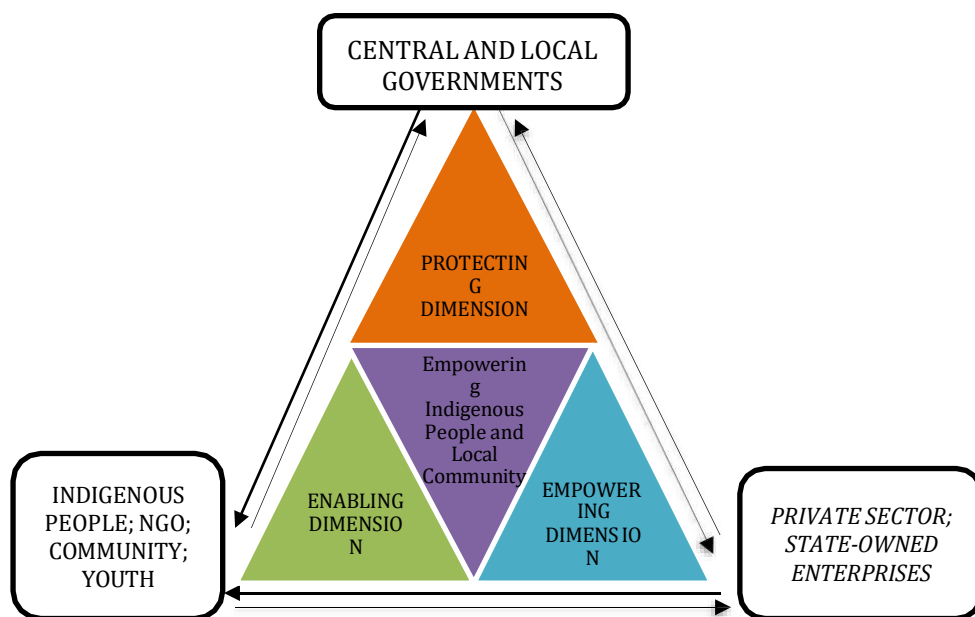 CENTRAL AND LOCAL
GOVERNMENTS
PROTECTIN
G
DIMENSION
Empowerin
g
Indigenous
People and
Local
Community
ENABLING
DIMENSIO
N
EMPOWER
ING
DIMENS IO
N
INDIGENOUS
PEOPLE; NGO;
COMMUNITY;
YOUTH
PRIVATE SECTOR;
STATE-OWNED
ENTERPRISES